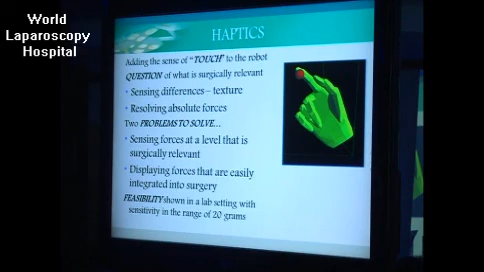 World
Laparoscopy
Hospital
HAPTICS
Adding the sense of "TOUCH" to the robot
QUESTION of what is surgically relevant
• Sensing differences – texture
• Resolving absolute forces
Two PROBLEMS TO SOLVE...
• Sensing forces at a level that is
surgically relevant
• Displaying forces that are easily
integrated into surgery
FEASIBILITY shown in a lab setting with
sensitivity in the range of 20 grams